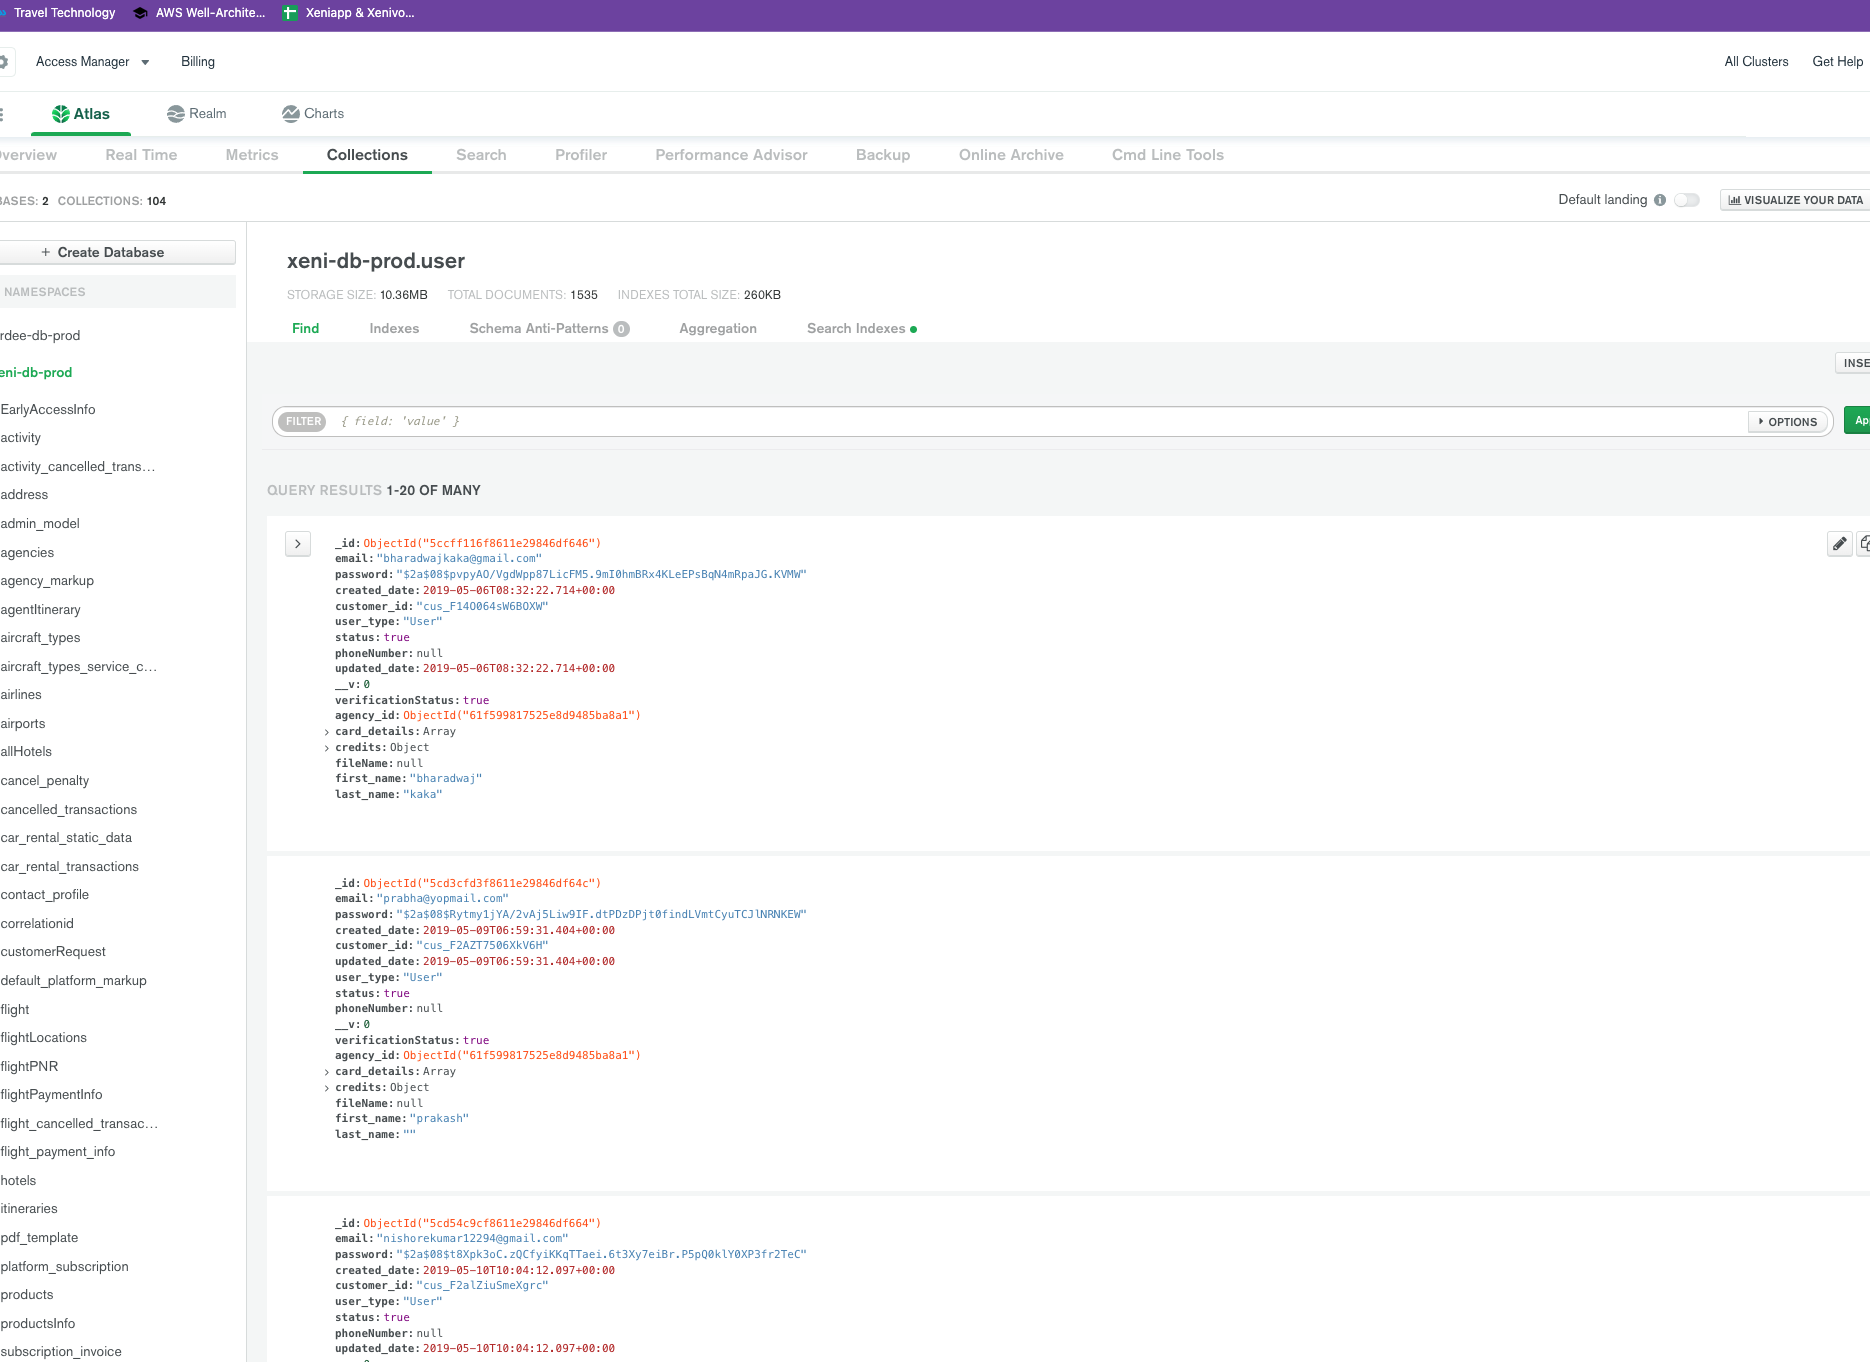 Travel Technology AWS Well-Archite... Xeniapp & Xenivo...
Access Manager Billing All Clusters Get Help
Atlas Realm Charts
verview Real Time Metrics Collections Search Profiler Performance Advisor Backup Online Archive Cmd Line Tools
BASES: 2 COLLECTIONS: 104 Default landing VISUALIZE YOUR DATA
+ Create Database
NAMESPACES
rdee-db-prod
eni-db-prod
EarlyAccessInfo
activity
activity_cancelled_trans...
address
admin_model
agencies
agency_markup
agentItinerary
aircraft_types
aircraft_types_service_c...
airlines
airports
allHotels
cancel_penalty
cancelled_transactions
car_rental_static_data
car_rental_transactions
contact_profile
correlationid
customerRequest
default_platform_markup
flight
flightLocations
flightPNR
flightPaymentInfo
flight_cancelled_transac...
flight_payment_info
hotels
itineraries
pdf_template
platform_subscription
products
productsInfo
subscription_invoice
xeni-db-prod.user
STORAGE SIZE: 10.36MB TOTAL DOCUMENTS: 1535 INDEXES TOTAL SIZE: 260KB
Find Indexes Schema Anti-Patterns 0 Aggregation Search Indexes
INSE
FILTER { field: 'value' } OPTIONS Ap
QUERY RESULTS 1-20 OF MANY
_id: ObjectId("5ccff116f8611e29846df646")
email: "bharadwajkaka@gmail.com"
password: "$2a$08$pvpyAO/VgdWpp87LicFM5.9mI0hmBRx4KLeEPsBqN4mRpaJG.KVMW"
created_date: 2019-05-06T08:32:22.714+00:00
customer_id: "cus_F14O064sW6BOXW"
user_type: "User"
status: true
phoneNumber: null
updated_date: 2019-05-06T08:32:22.714+00:00
__v: 0
verificationStatus: true
agency_id: ObjectId("61f599817525e8d9485ba8a1")
card_details: Array
credits: Object
fileName: null
first_name: "bharadwaj"
last_name: "kaka"
_id: ObjectId("5cd3cfd3f8611e29846df64c")
email: "prabha@yopmail.com"
password: "$2a$08$Rytmy1jYA/2vAj5Liw9IF.dtPDzDPjt0findLVmtCyuTCJlNRNKEW"
created_date: 2019-05-09T06:59:31.404+00:00
customer_id: "cus_F2AZT7506XkV6H"
updated_date: 2019-05-09T06:59:31.404+00:00
user_type: "User"
status: true
phoneNumber: null
__v: 0
verificationStatus: true
agency_id: ObjectId("61f599817525e8d9485ba8a1")
card_details: Array
credits: Object
fileName: null
first_name: "prakash"
last_name: ""
_id: ObjectId("5cd54c9cf8611e29846df664")
email: "nishorekumar12294@gmail.com"
password: "$2a$08$t8Xpk3oC.zQCfyiKKqTTaei.6t3Xy7eiBr.P5pQ0klY0XP3fr2TeC"
created_date: 2019-05-10T10:04:12.097+00:00
customer_id: "cus_F2alZiuSmeXgrc"
user_type: "User"
status: true
phoneNumber: null
updated_date: 2019-05-10T10:04:12.097+00:00